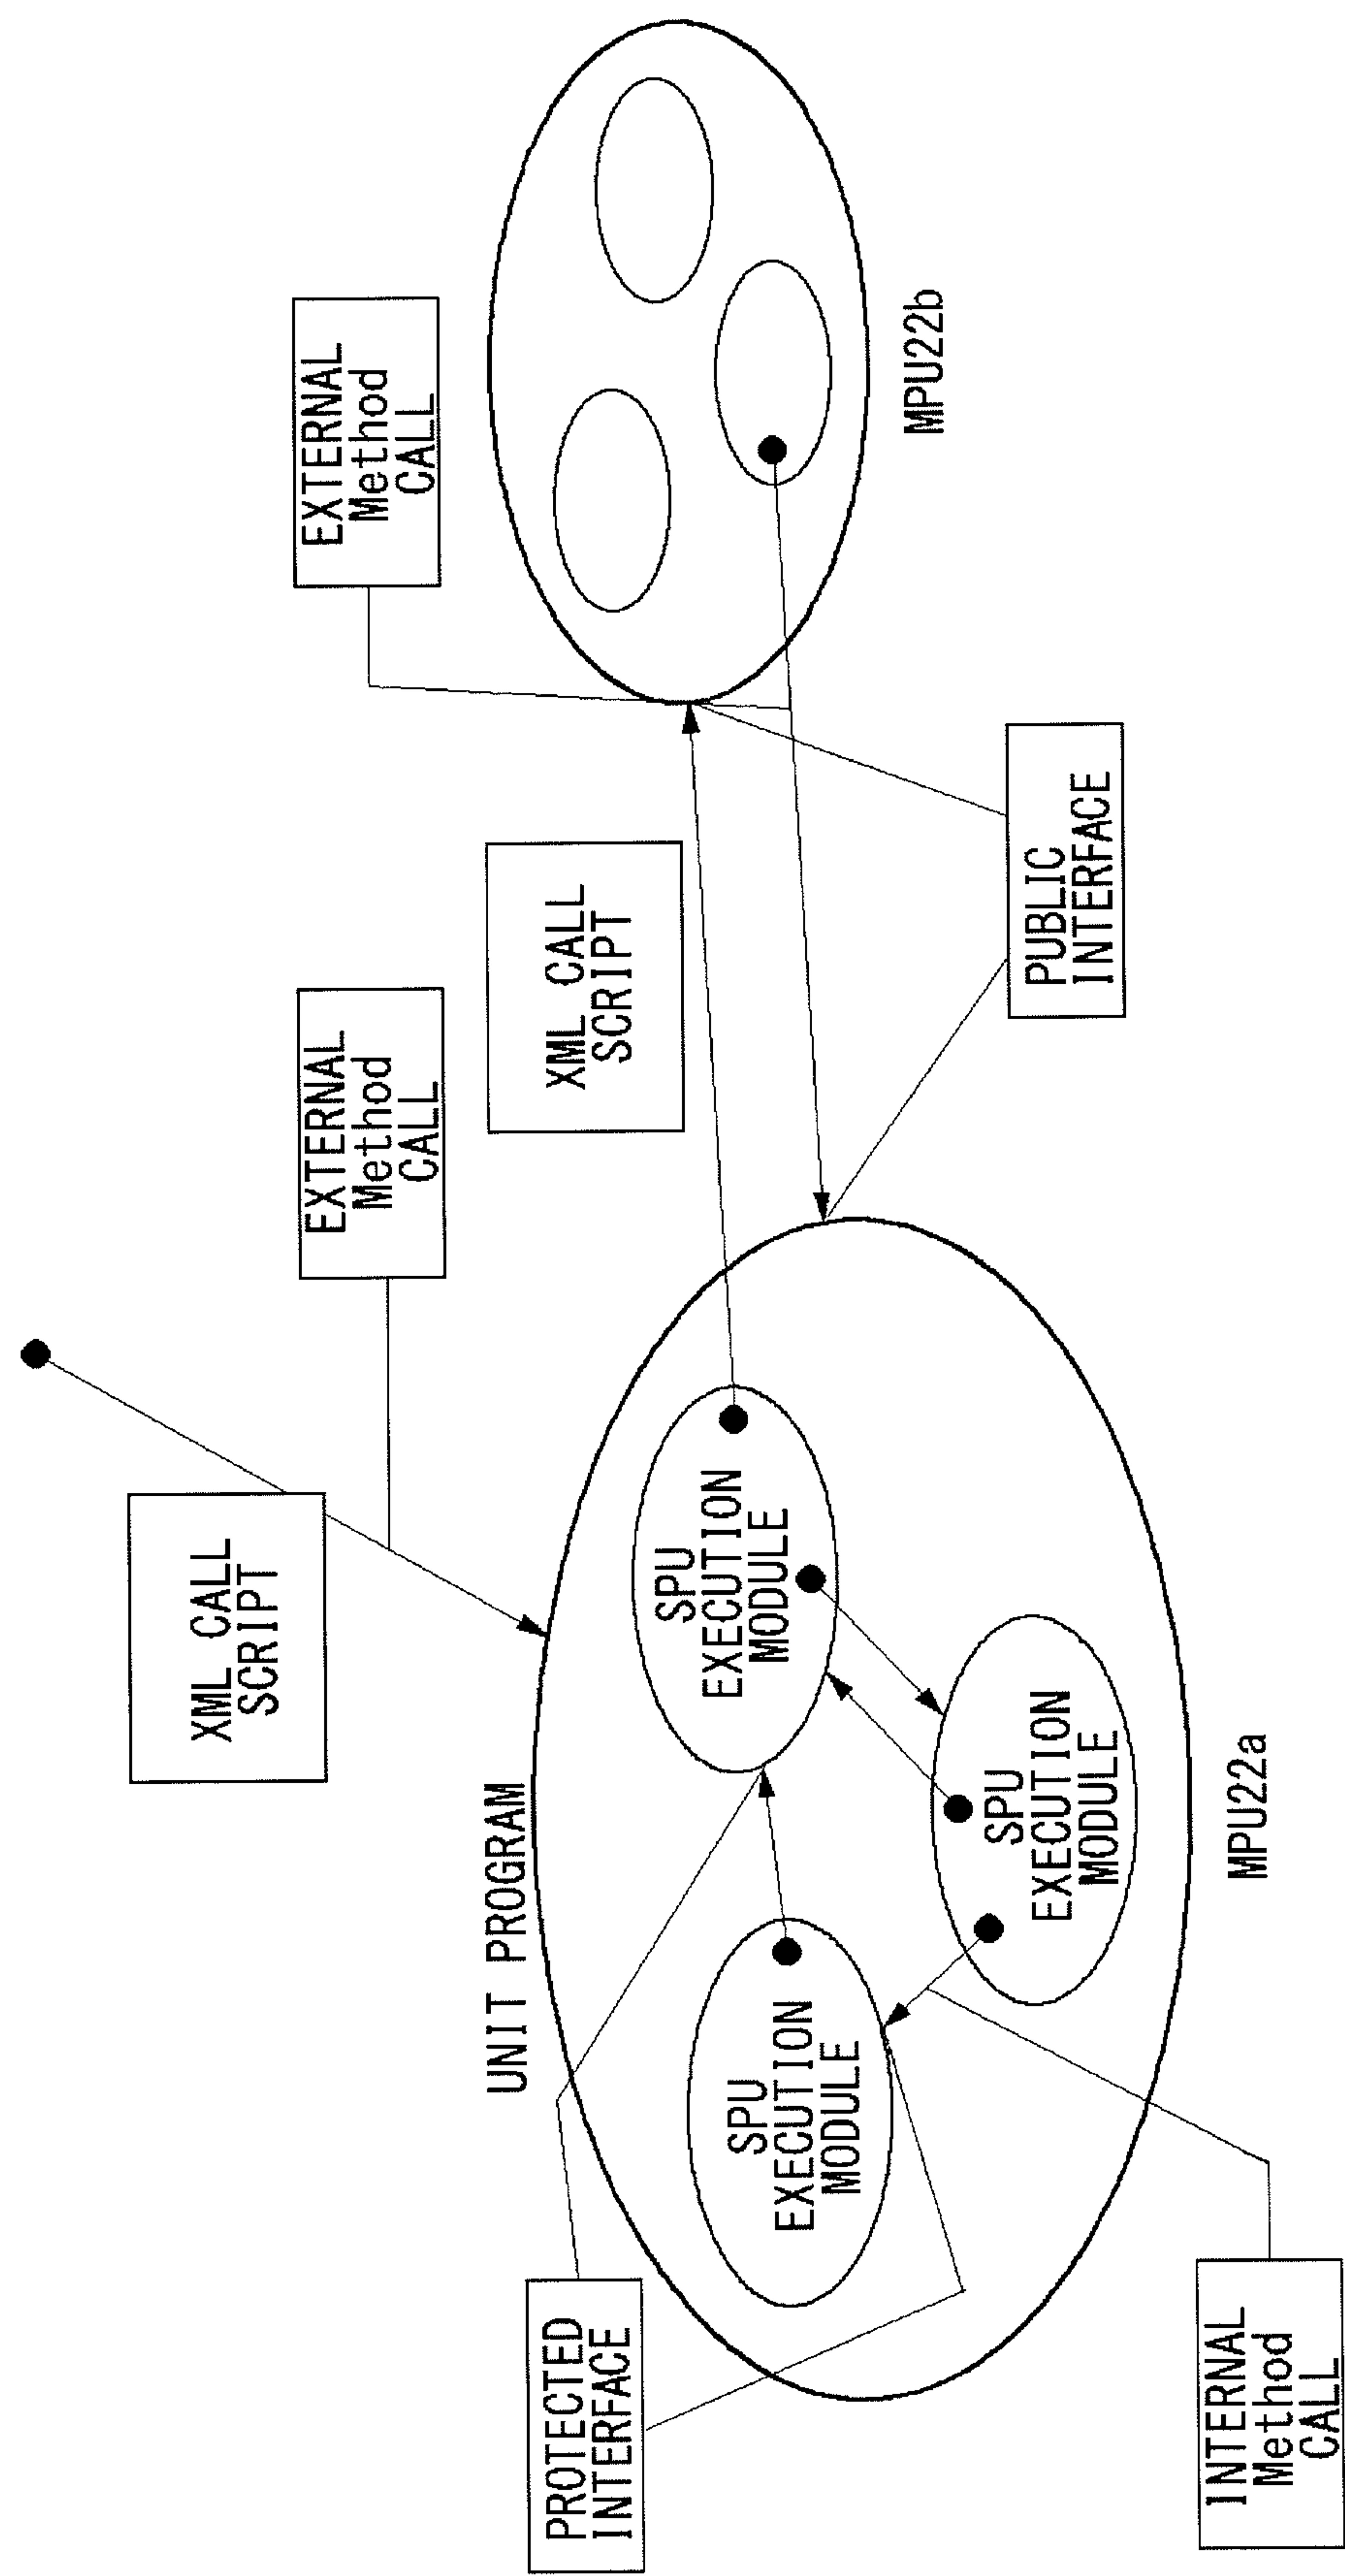 XML CALL
SCRIPT
EXTERNAL
Method
CALL
EXTERNAL
Method
CALL
XML CALL
SCRIPT
UNIT PROGRAM
PROTECTED
INTERFACE
SPU
EXECUTION
MODULE
SPU
EXECUTION
MODULE
SPU
EXECUTION
MODULE
INTERNAL
Method
CALL
MPU22a
PUBLIC
INTERFACE
MPU22b